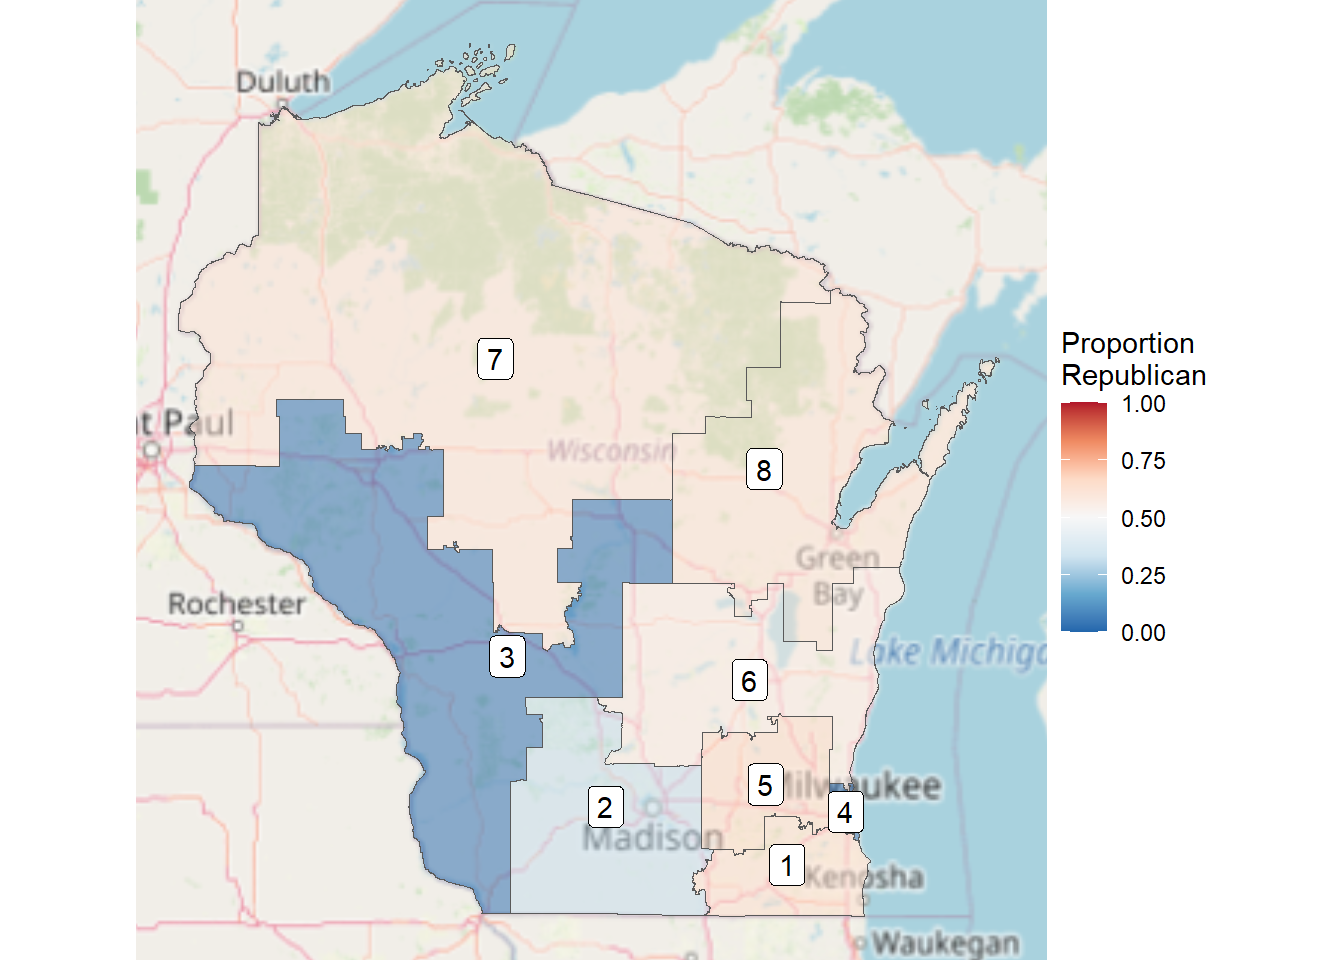 Duluth
7
t Paul
Wisconsin
8
Green
Bay
Rochester
3
6
Lake Michiga
5
Milwaukee
4
2
Madison
1
Kenosha
Waukegan
Proportion
Republican
1.00
0.75
0.50
0.25
0.00